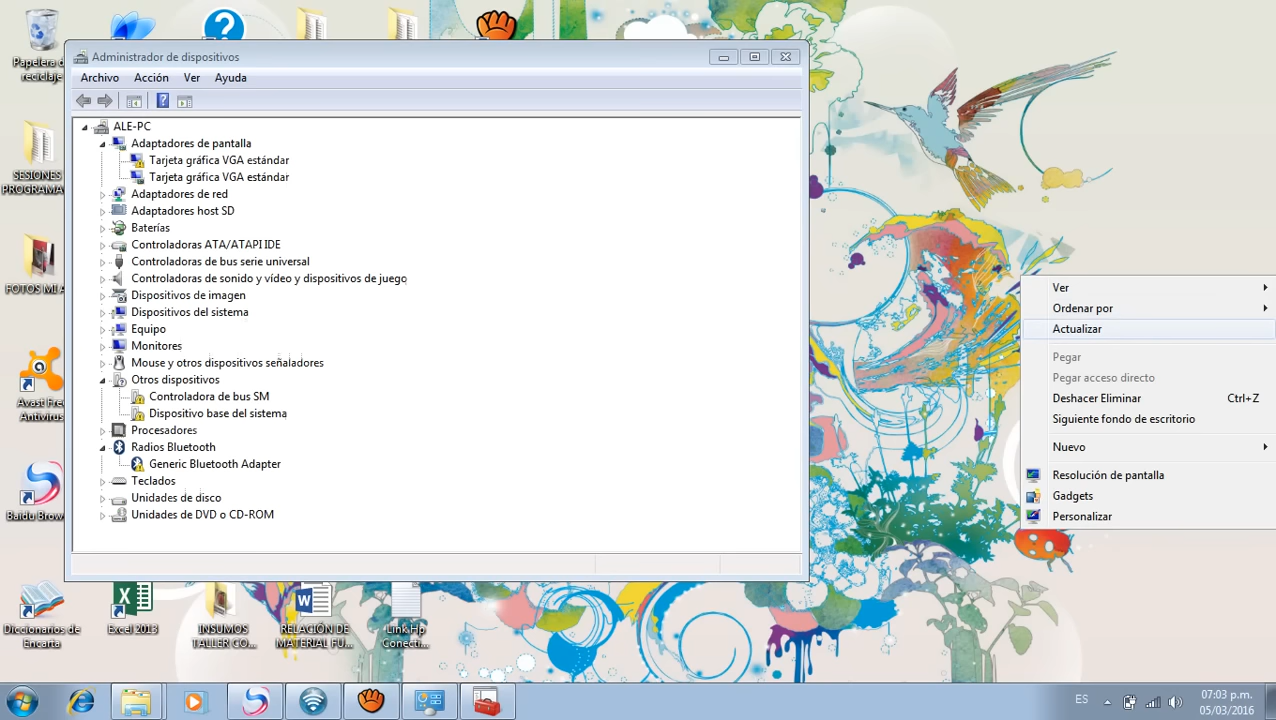 Papelera de
reciclaje
SESIONES
PROGRAMA
FOTOS MI A
Avast Free
Antivirus
Baidu Brow
Diccionarios de
Encarta
Excel 2013
INSUMOS
TALLER CO...
RELACIÓN DE
MATERIAL FU...
Link Hp
Conecti...
Administrador de dispositivos
Archivo Acción Ver Ayuda
ALE-PC
Adaptadores de pantalla
Tarjeta gráfica VGA estándar
Tarjeta gráfica VGA estándar
Adaptadores de red
Adaptadores host SD
Baterías
Controladoras ATA/ATAPI IDE
Controladoras de bus serie universal
Controladoras de sonido y vídeo y dispositivos de juego
Dispositivos de imagen
Dispositivos del sistema
Equipo
Monitores
Mouse y otros dispositivos señaladores
Otros dispositivos
Controladora de bus SM
Dispositivo base del sistema
Procesadores
Radios Bluetooth
Generic Bluetooth Adapter
Teclados
Unidades de disco
Unidades de DVD o CD-ROM
Ver
Ordenar por
Actualizar
Pegar
Pegar acceso directo
Deshacer Eliminar Ctrl+Z
Siguiente fondo de escritorio
Nuevo
Resolución de pantalla
Gadgets
Personalizar
ES
07:03 p.m.
05/03/2016